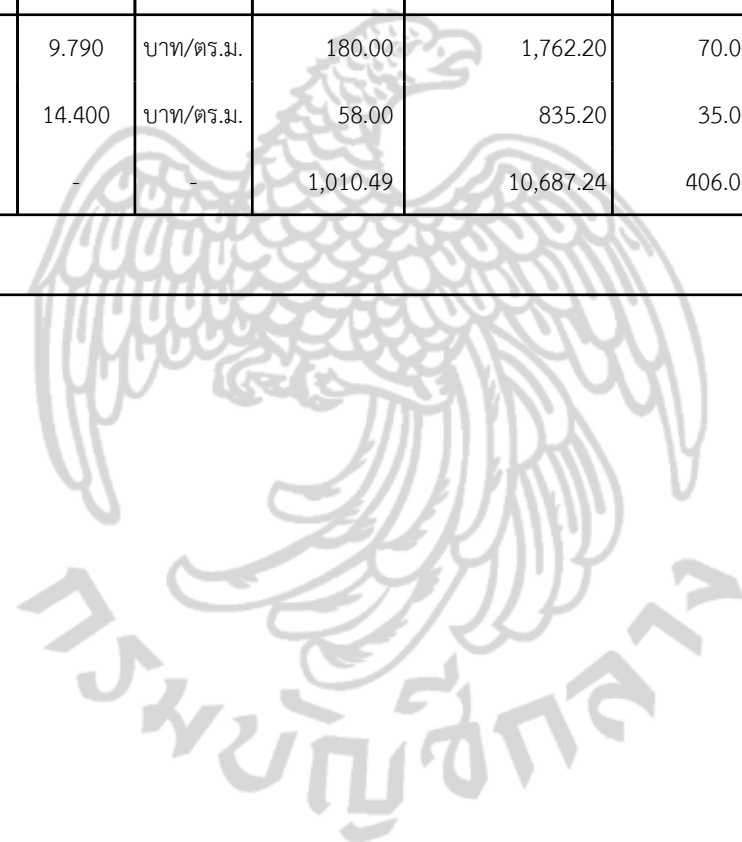 9.790 บาท/ตร.ม. 180.00 1,762.20 70.0
14.400 บาท/ตร.ม. 58.00 835.20 35.0
- - 1,010.49 10,687.24 406.0
กรมบัญชีกลาง